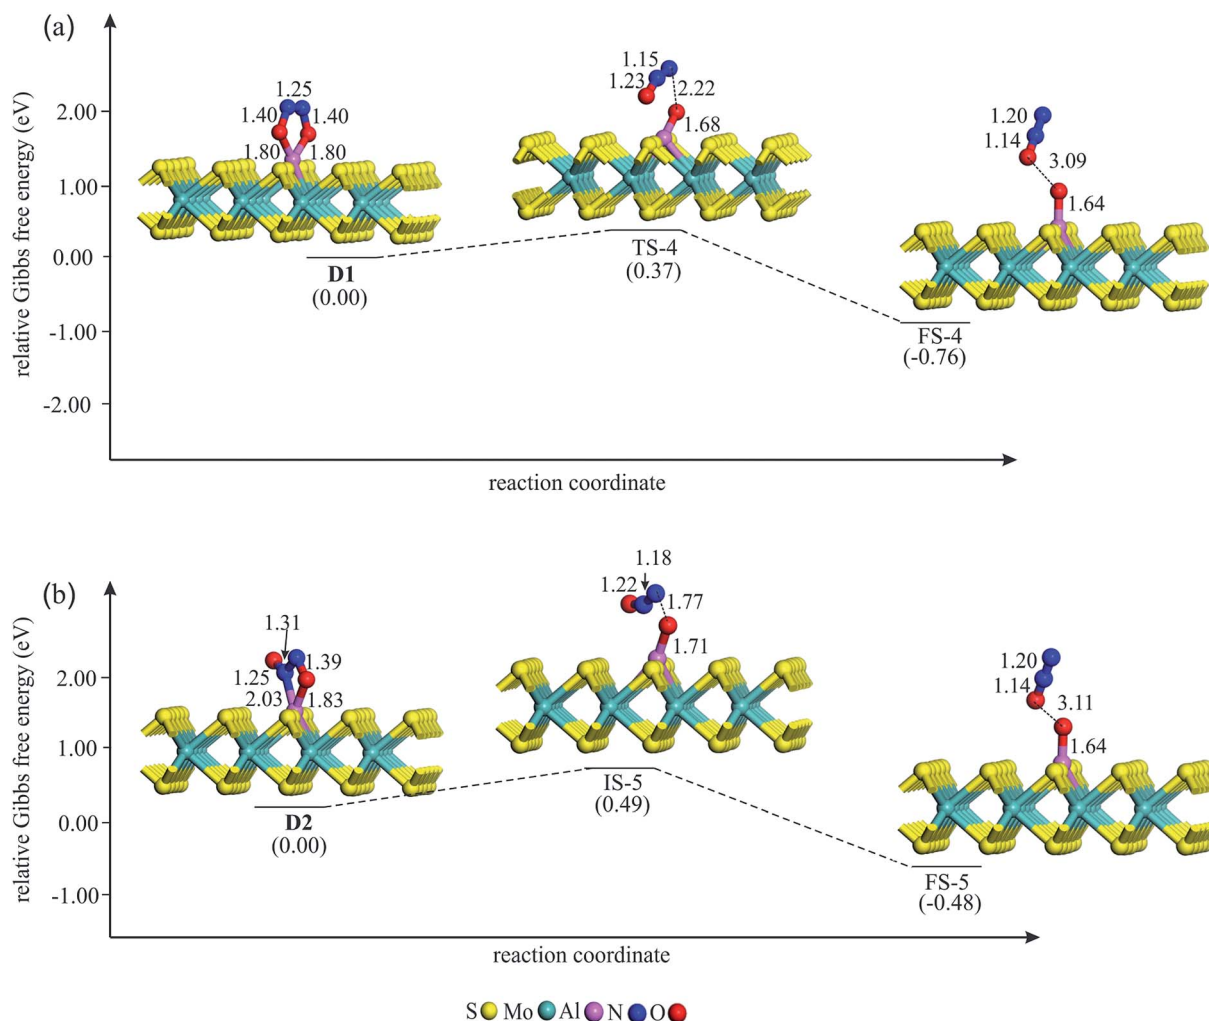 (a)
relative Gibbs free energy (eV)
2.00
1.00
0.00
-1.00
-2.00
1.25
1.40 1.40
1.80 1.80
D1
(0.00)
1.15
1.23
2.22
1.68
TS-4
(0.37)
1.20
1.14
3.09
1.64
FS-4
(-0.76)
reaction coordinate
(b)
relative Gibbs free energy (eV)
2.00
1.00
0.00
-1.00
1.31
1.39
1.25
2.03 1.83
D2
(0.00)
1.18
1.22
1.77
1.71
IS-5
(0.49)
1.20
1.14
3.11
1.64
FS-5
(-0.48)
reaction coordinate
S Mo Al N O